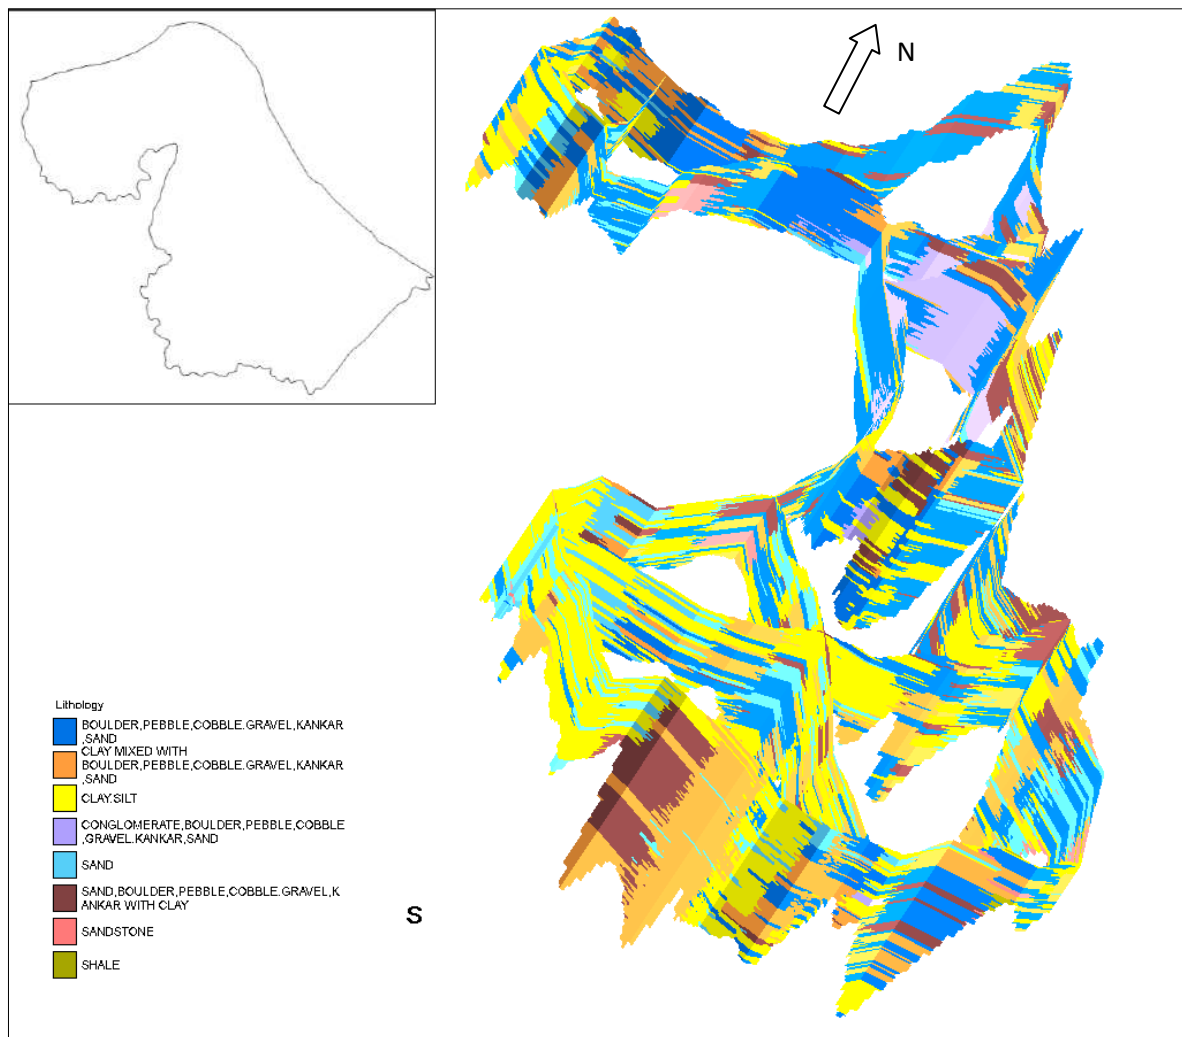 N
Lithology
BOULDER,PEBBLE,COBBLE.GRAVEL,KANKAR
,SAND
CLAY MIXED WITH
BOULDER,PEBBLE,COBBLE.GRAVEL,KANKAR
,SAND
CLAY.SILT
CONGLOMERATE,BOULDER,PEBBLE,COBBLE
,GRAVEL.KANKAR,SAND
SAND
SAND,BOULDER,PEBBLE,COBBLE.GRAVEL,K
ANKAR WITH CLAY
SANDSTONE
SHALE
S